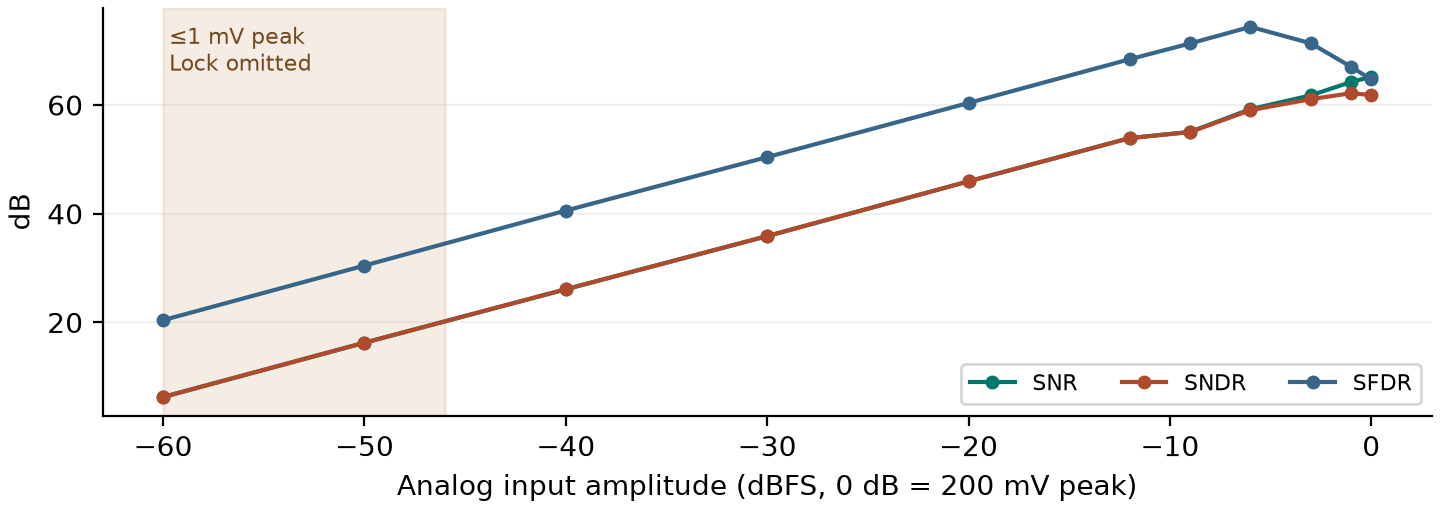 ≤1 mV peak
Lock omitted
60
40
20
dB
SNR SNDR SFDR
−60 −50 −40 −30 −20 −10 0
Analog input amplitude (dBFS, 0 dB = 200 mV peak)